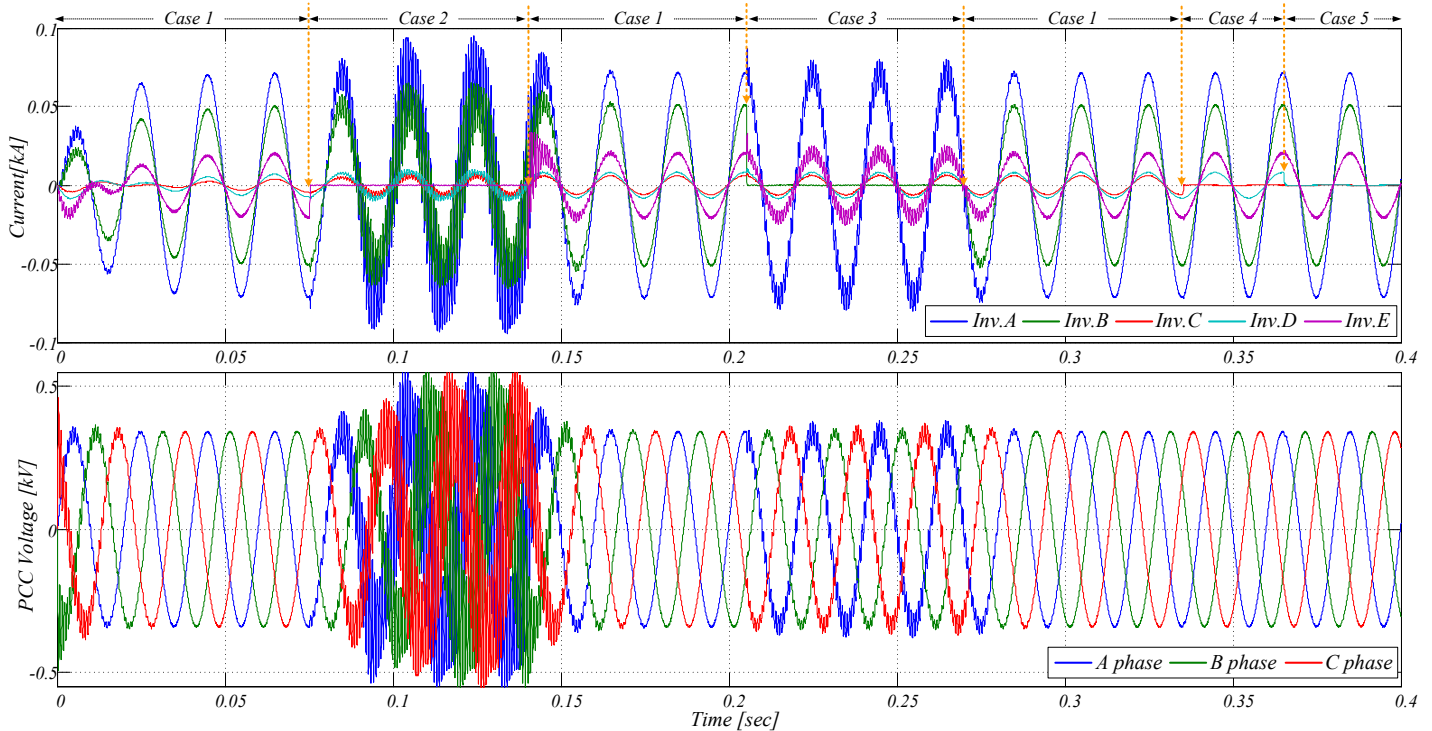 Case 1 Case 2 Case 1 Case 3 Case 1 Case 4 Case 5
0.1
0.05
0
-0.05
-0.1
Current[kA]
Inv.A Inv.B Inv.C Inv.D Inv.E
0 0.05 0.1 0.15 0.2 0.25 0.3 0.35 0.4
0.5
0
-0.5
PCC Voltage [kV]
A phase B phase C phase
0 0.05 0.1 0.15 0.2 0.25 0.3 0.35 0.4
Time [sec]